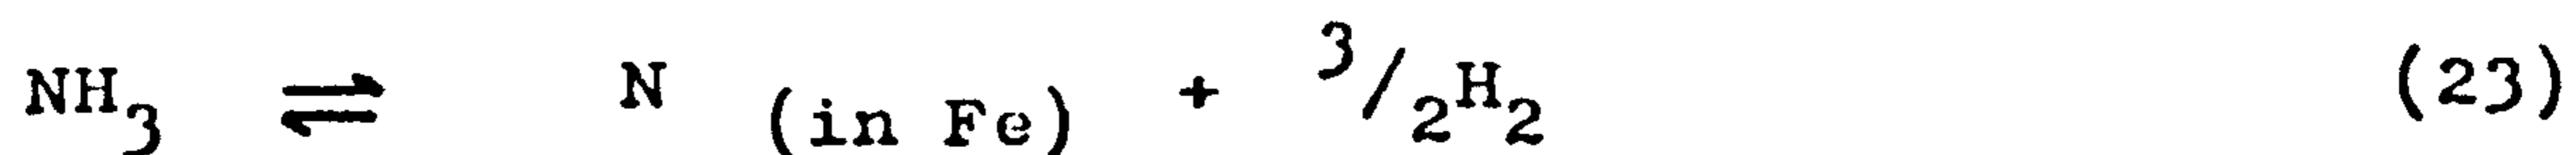 NH₃ ⇌ N (in Fe) + ³/₂H₂ (23)